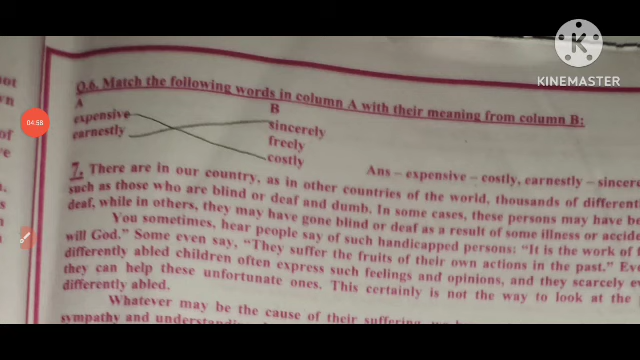 KINEMASTER
04:58
Q.6. Match the following words in column A with their meaning from column B:
A B
expensive sincerely
earnestly freely
costly
Ans – expensive – costly, earnestly –
7. There are in our country, as in other countries of the world, thousands of
such as those who are blind or deaf and dumb. In some cases, these persons may have
deaf, while in others, they may have gone blind or deaf as a result of some illness or
You sometimes, hear people say of such handicapped persons: "It is the work of
will God." Some even say, "They suffer the fruits of their own actions in the past."
differently abled children often express such feelings and opinions, and they scarcely
they can help these unfortunate ones. This certainly is not the way to look at the
differently abled.
Whatever may be the cause of their suffering,
sympathy and